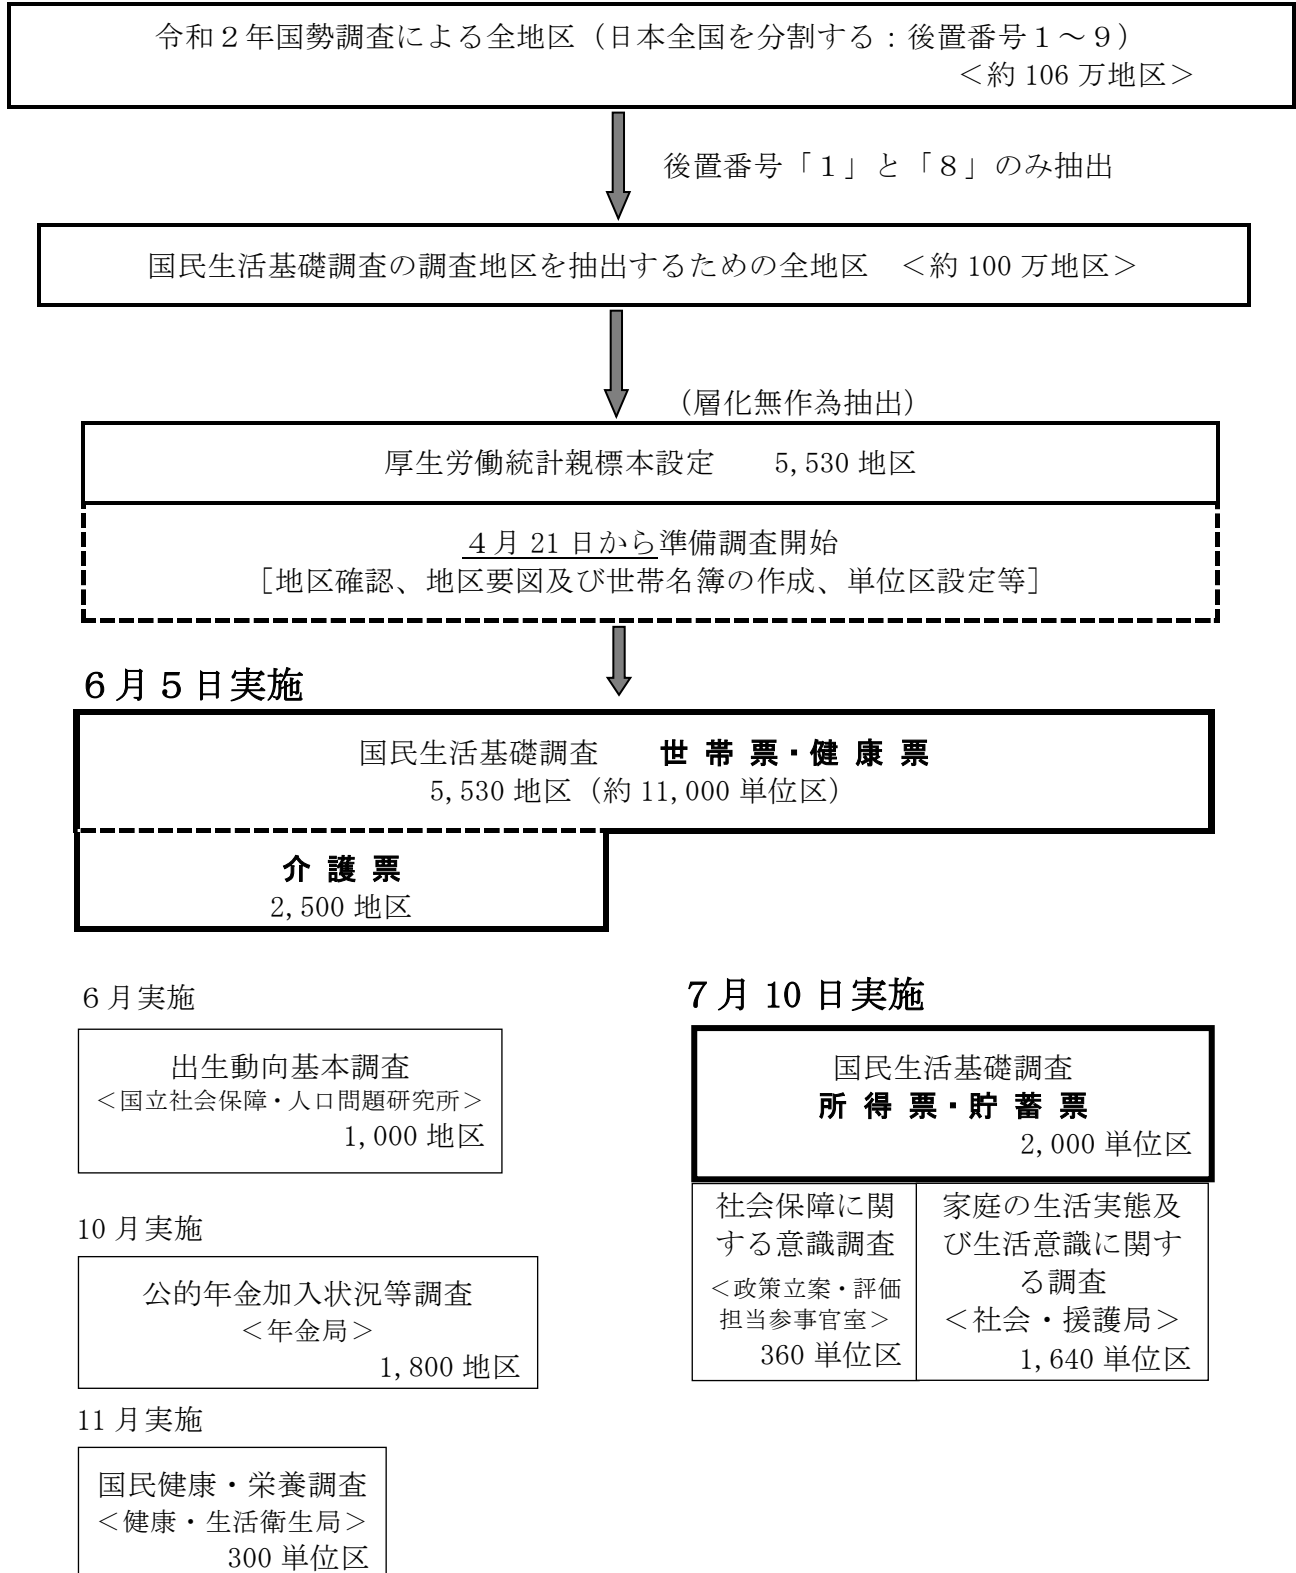 令和２年国勢調査による全地区（日本全国を分割する：後置番号１～９）
＜約 106 万地区＞
後置番号「１」と「８」のみ抽出
国民生活基礎調査の調査地区を抽出するための全地区　＜約 100 万地区＞
（層化無作為抽出）
厚生労働統計親標本設定　　5,530 地区
４月 21 日から準備調査開始
［地区確認、地区要図及び世帯名簿の作成、単位区設定等］
６月５日実施
国民生活基礎調査　　世 帯 票・健 康 票
5,530 地区（約 11,000 単位区）
介 護 票
2,500 地区
６月実施
出生動向基本調査
＜国立社会保障・人口問題研究所＞
1,000 地区
10 月実施
公的年金加入状況等調査
＜年金局＞
1,800 地区
11 月実施
国民健康・栄養調査
＜健康・生活衛生局＞
300 単位区
７月 10 日実施
国民生活基礎調査
所 得 票・貯 蓄 票
2,000 単位区
社会保障に関
する意識調査
＜政策立案・評価
担当参事官室＞
360 単位区
家庭の生活実態及
び生活意識に関す
る調査
＜社会・援護局＞
1,640 単位区